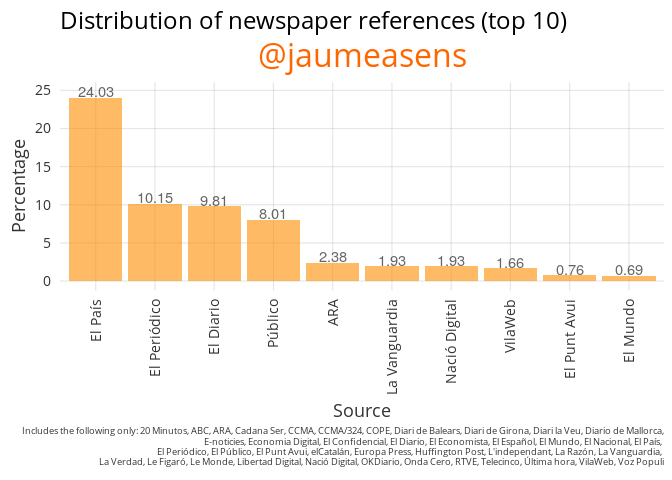 Distribution of newspaper references (top 10)
@jaumeasens
25
20
15
10
5
0
Percentage
24.03
10.15
9.81
8.01
2.38
1.93
1.93
1.66
0.76
0.69
El País
El Periódico
El Diario
Público
ARA
La Vanguardia
Nació Digital
VilaWeb
El Punt Avui
El Mundo
Source
Includes the following only: 20 Minutos, ABC, ARA, Cadana Ser, CCMA, CCMA/324, COPE, Diari de Balears, Diari de Girona, Diari la Veu, Diario de Mallorca,
E-noticies, Economia Digital, El Confidencial, El Diario, El Economista, El Español, El Mundo, El Nacional, El País,
El Periódico, El Público, El Punt Avui, elCatalán, Europa Press, Huffington Post, L'independant, La Razón, La Vanguardia,
La Verdad, Le Figaró, Le Monde, Libertad Digital, Nació Digital, OKDiario, Onda Cero, RTVE, Telecinco, Última hora, VilaWeb, Voz Populi